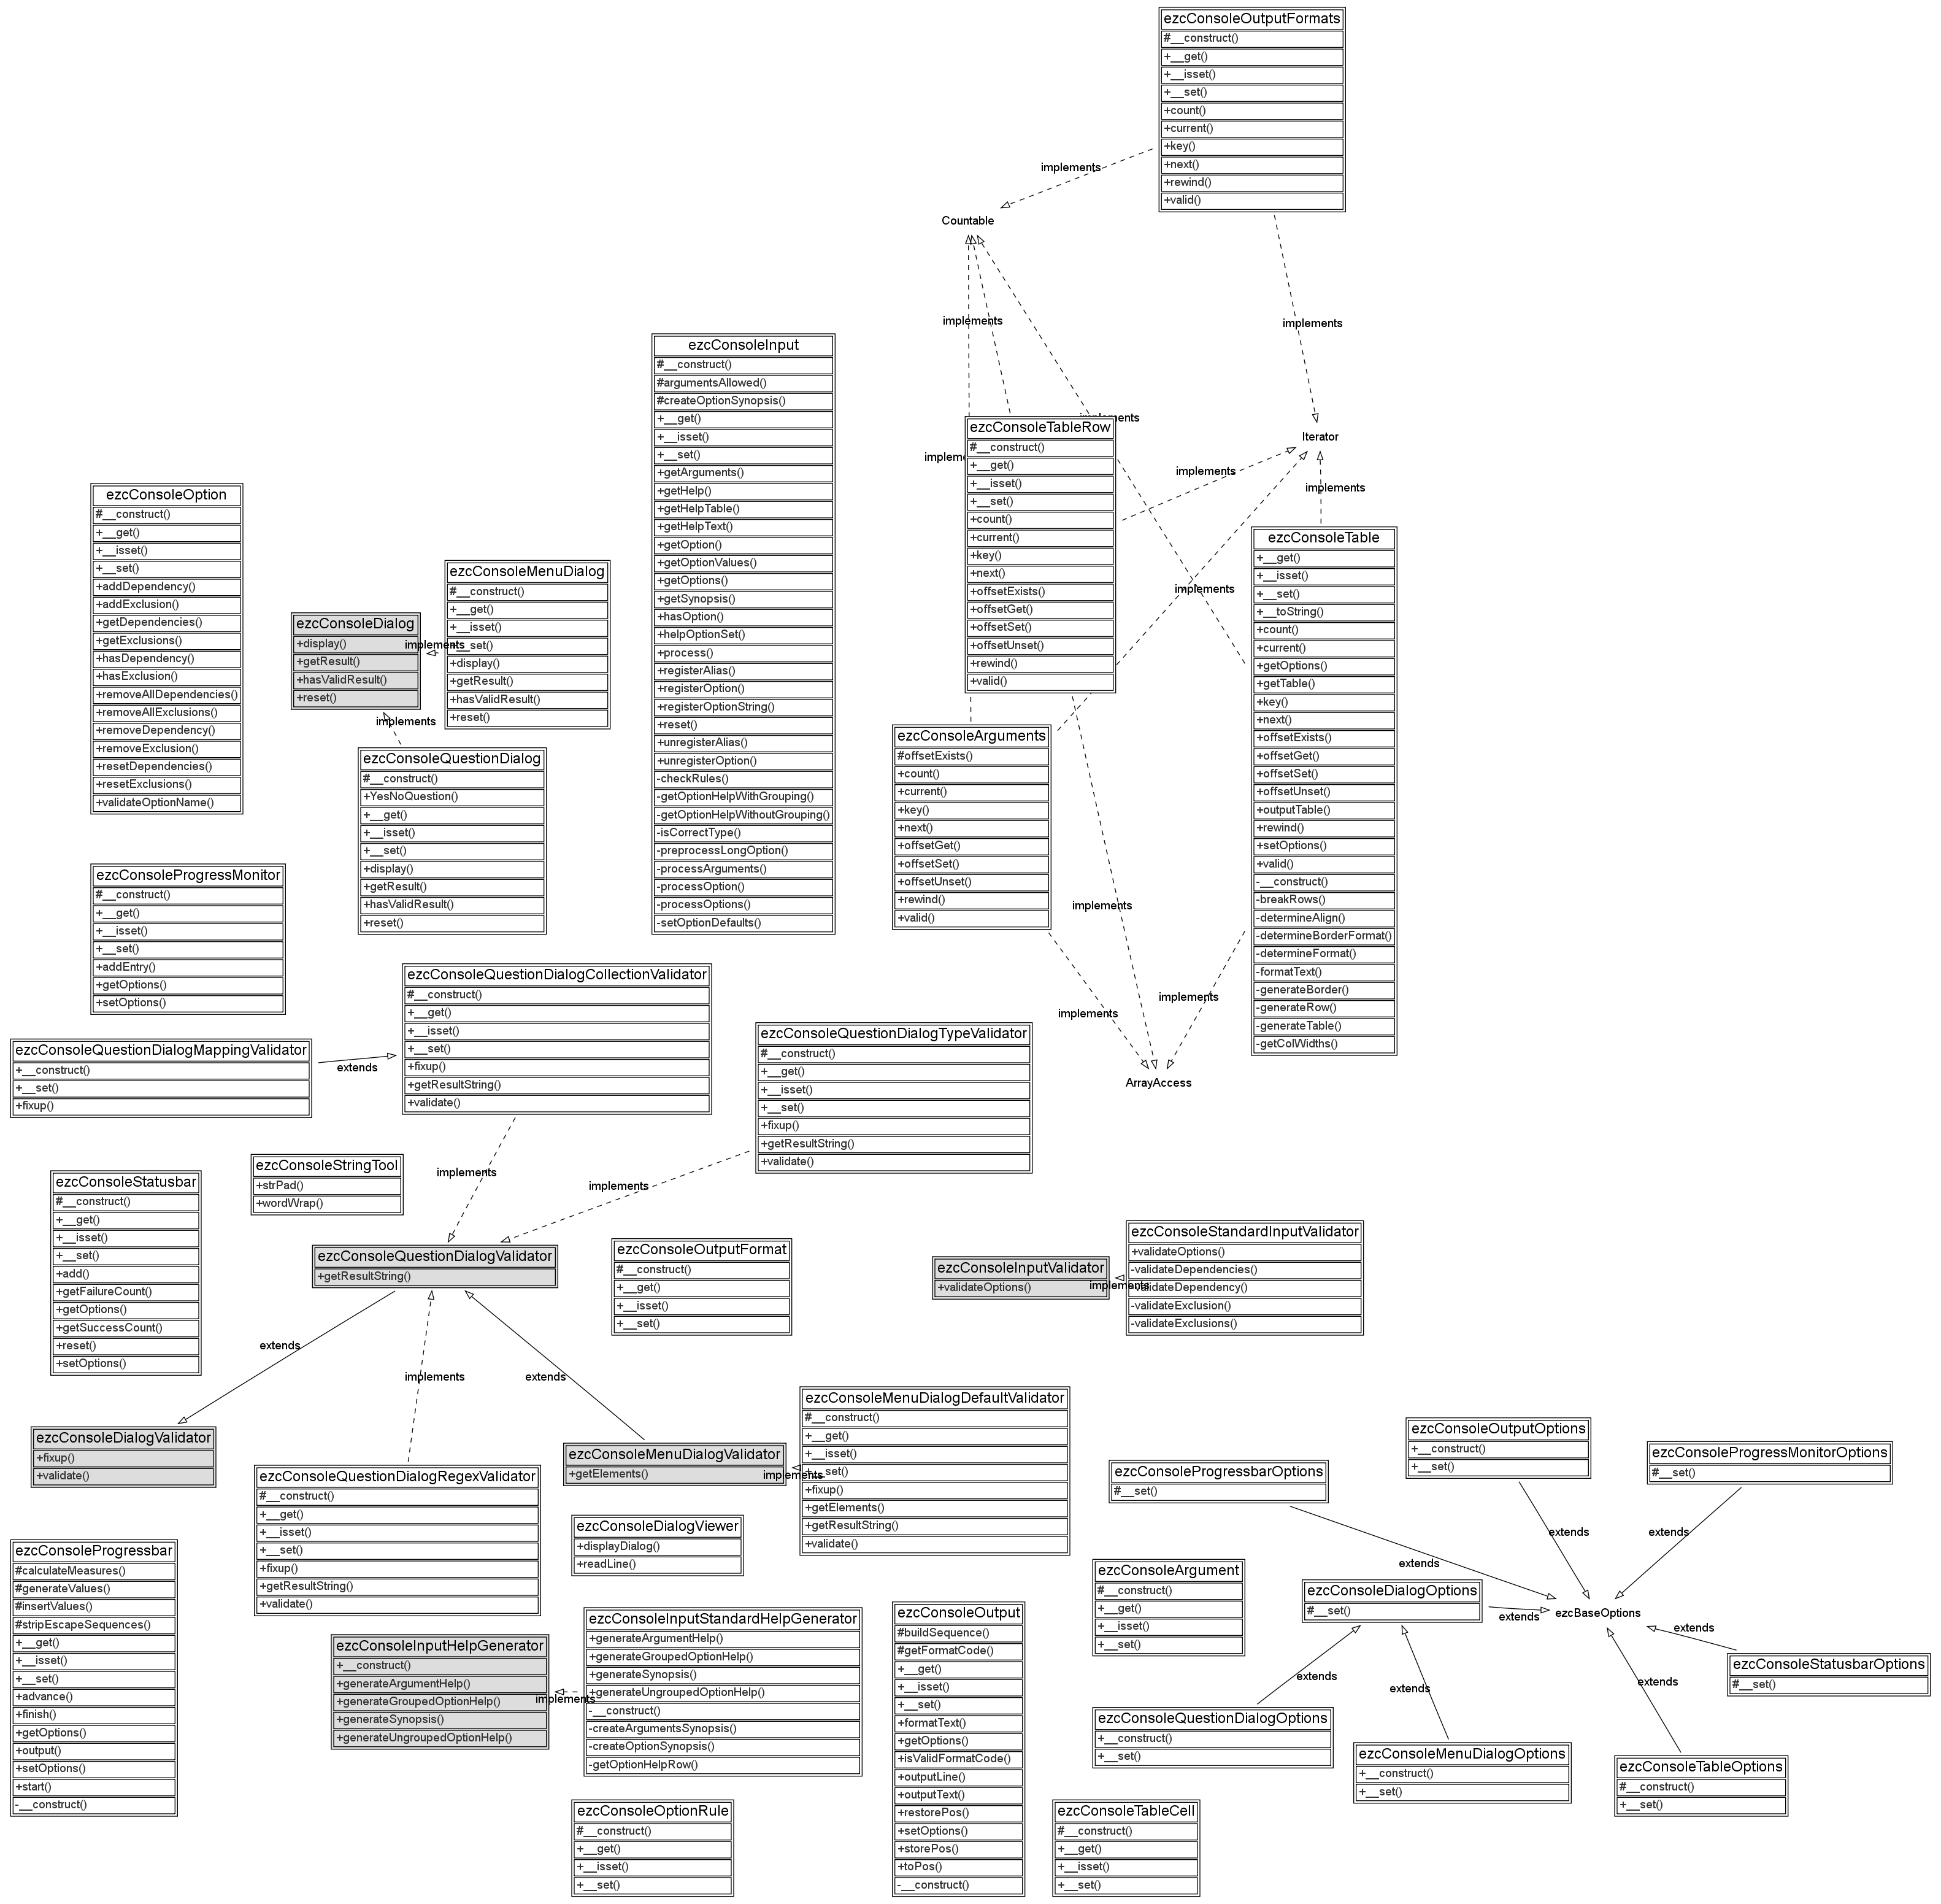 ezcConsoleOutputFormats
#__construct()
+__get()
+__isset()
+__set()
+count()
+current()
+key()
+next()
+rewind()
+valid()
implements
Countable
implements
implements
implements
Iterator
implements
implements
implements
implem
ezcConsoleInput
#__construct()
#argumentsAllowed()
#createOptionSynopsis()
+__get()
+__isset()
+__set()
+getArguments()
+getHelp()
+getHelpTable()
+getHelpText()
+getOption()
+getOptionValues()
+getOptions()
+getSynopsis()
+hasOption()
+helpOptionSet()
+process()
+registerAlias()
+registerOption()
+registerOptionString()
+reset()
+unregisterAlias()
+unregisterOption()
-checkRules()
-getOptionHelpWithGrouping()
-getOptionHelpWithoutGrouping()
-isCorrectType()
-preprocessLongOption()
-processArguments()
-processOption()
-processOptions()
-setOptionDefaults()
ezcConsoleTableRow
#__construct()
+__get()
+__isset()
+__set()
+count()
+current()
+key()
+next()
+offsetExists()
+offsetGet()
+offsetSet()
+offsetUnset()
+rewind()
+valid()
ezcConsoleTable
+__get()
+__isset()
+__set()
+__toString()
+count()
+current()
+getOptions()
+getTable()
+key()
+next()
+offsetExists()
+offsetGet()
+offsetSet()
+offsetUnset()
+outputTable()
+rewind()
+setOptions()
+valid()
-__construct()
-breakRows()
-determineAlign()
-determineBorderFormat()
-determineFormat()
-formatText()
-generateBorder()
-generateRow()
-generateTable()
-getColWidths()
ezcConsoleArguments
#offsetExists()
+count()
+current()
+key()
+next()
+offsetGet()
+offsetSet()
+offsetUnset()
+rewind()
+valid()
implements
implements
implements
ArrayAccess
ezcConsoleOption
#__construct()
+__get()
+__isset()
+__set()
+addDependency()
+addExclusion()
+getDependencies()
+getExclusions()
+hasDependency()
+hasExclusion()
+removeAllDependencies()
+removeAllExclusions()
+removeDependency()
+removeExclusion()
+resetDependencies()
+resetExclusions()
+validateOptionName()
ezcConsoleDialog
+display()
+getResult()
+hasValidResult()
+reset()
implements
ezcConsoleMenuDialog
#__construct()
+__get()
+__isset()
+__set()
+display()
+getResult()
+hasValidResult()
+reset()
implements
ezcConsoleQuestionDialog
#__construct()
+YesNoQuestion()
+__get()
+__isset()
+__set()
+display()
+getResult()
+hasValidResult()
+reset()
ezcConsoleProgressMonitor
#__construct()
+__get()
+__isset()
+__set()
+addEntry()
+getOptions()
+setOptions()
ezcConsoleQuestionDialogCollectionValidator
#__construct()
+__get()
+__isset()
+__set()
+fixup()
+getResultString()
+validate()
ezcConsoleQuestionDialogMappingValidator
+__construct()
+__set()
+fixup()
extends
ezcConsoleQuestionDialogTypeValidator
#__construct()
+__get()
+__isset()
+__set()
+fixup()
+getResultString()
+validate()
implements
implements
ezcConsoleStringTool
+strPad()
+wordWrap()
ezcConsoleStatusbar
#__construct()
+__get()
+__isset()
+__set()
+add()
+getFailureCount()
+getOptions()
+getSuccessCount()
+reset()
+setOptions()
ezcConsoleQuestionDialogValidator
+getResultString()
ezcConsoleOutputFormat
#__construct()
+__get()
+__isset()
+__set()
ezcConsoleInputValidator
+validateOptions()
implements
ezcConsoleStandardInputValidator
+validateOptions()
-validateDependencies()
-validateDependency()
-validateExclusion()
-validateExclusions()
extends
implements
extends
ezcConsoleDialogValidator
+fixup()
+validate()
ezcConsoleQuestionDialogRegexValidator
#__construct()
+__get()
+__isset()
+__set()
+fixup()
+getResultString()
+validate()
ezcConsoleMenuDialogValidator
+getElements()
implements
ezcConsoleMenuDialogDefaultValidator
#__construct()
+__get()
+__isset()
+__set()
+fixup()
+getElements()
+getResultString()
+validate()
ezcConsoleDialogViewer
+displayDialog()
+readLine()
ezcConsoleProgressbar
#calculateMeasures()
#generateValues()
#insertValues()
#stripEscapeSequences()
+__get()
+__isset()
+__set()
+advance()
+finish()
+getOptions()
+output()
+setOptions()
+start()
-__construct()
ezcConsoleInputHelpGenerator
+__construct()
+generateArgumentHelp()
+generateGroupedOptionHelp()
+generateSynopsis()
+generateUngroupedOptionHelp()
implements
ezcConsoleInputStandardHelpGenerator
+generateArgumentHelp()
+generateGroupedOptionHelp()
+generateSynopsis()
+generateUngroupedOptionHelp()
-__construct()
-createArgumentsSynopsis()
-createOptionSynopsis()
-getOptionHelpRow()
ezcConsoleOptionRule
#__construct()
+__get()
+__isset()
+__set()
ezcConsoleOutput
#buildSequence()
#getFormatCode()
+__get()
+__isset()
+__set()
+formatText()
+getOptions()
+isValidFormatCode()
+outputLine()
+outputText()
+restorePos()
+setOptions()
+storePos()
+toPos()
-__construct()
ezcConsoleTableCell
#__construct()
+__get()
+__isset()
+__set()
ezcConsoleArgument
#__construct()
+__get()
+__isset()
+__set()
ezcConsoleProgressbarOptions
#__set()
ezcConsoleOutputOptions
+__construct()
+__set()
ezcConsoleProgressMonitorOptions
#__set()
extends
extends
extends
ezcConsoleDialogOptions
#__set()
extends
ezcBaseOptions
extends
extends
extends
extends
ezcConsoleStatusbarOptions
#__set()
ezcConsoleQuestionDialogOptions
+__construct()
+__set()
ezcConsoleMenuDialogOptions
+__construct()
+__set()
ezcConsoleTableOptions
#__construct()
+__set()